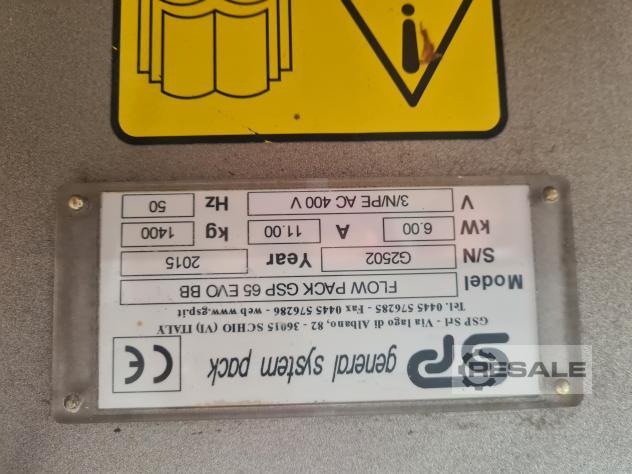 GSP general system pack CE
GSP Srl - Via lago di Albano, 82, - 36015 SCHIO (VI) ITALY
Tel. 0445 576285 - Fax 0445 576286 - web www.gsp.it
Model FLOW PACK GSP 65 EVO BB
S/N G2502 Year 2015
kW 6.00 A 11.00 kg 1400
V 3/N/PE AC 400 V Hz 50
RESALE